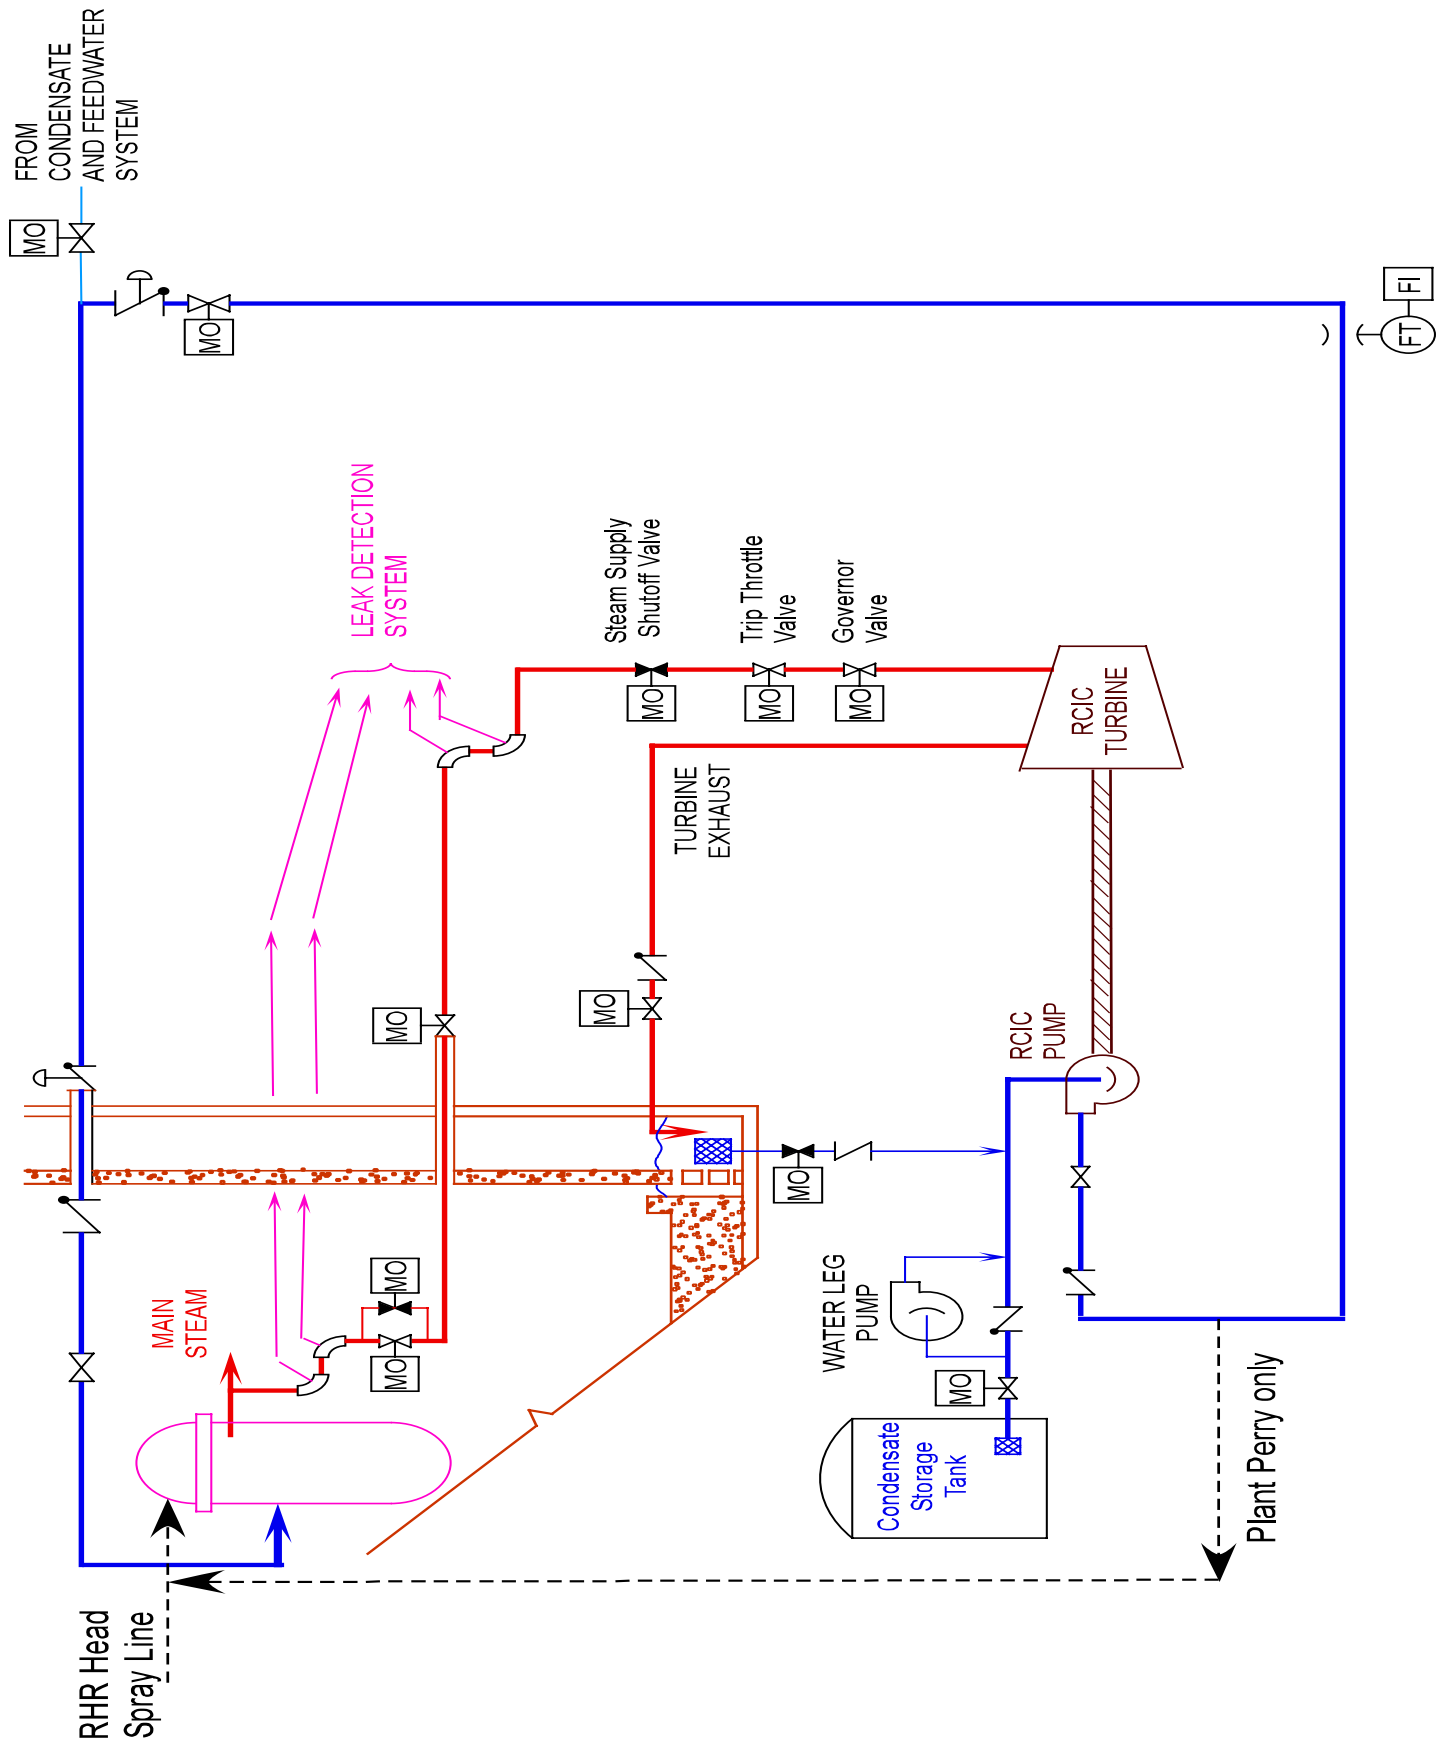 FROM
CONDENSATE
AND FEEDWATER
SYSTEM
MO
RHR Head
Spray Line
MAIN
STEAM
MO
LEAK DETECTION
SYSTEM
MO
MO
MO
MO
Steam Supply
Shutoff Valve
MO
TURBINE
EXHAUST
Trip Throttle
Valve
MO
MO
WATER LEG
PUMP
Governor
Valve
MO
Condensate
Storage
Tank
MO
RCIC
PUMP
RCIC
TURBINE
Plant Perry only
FT
FI